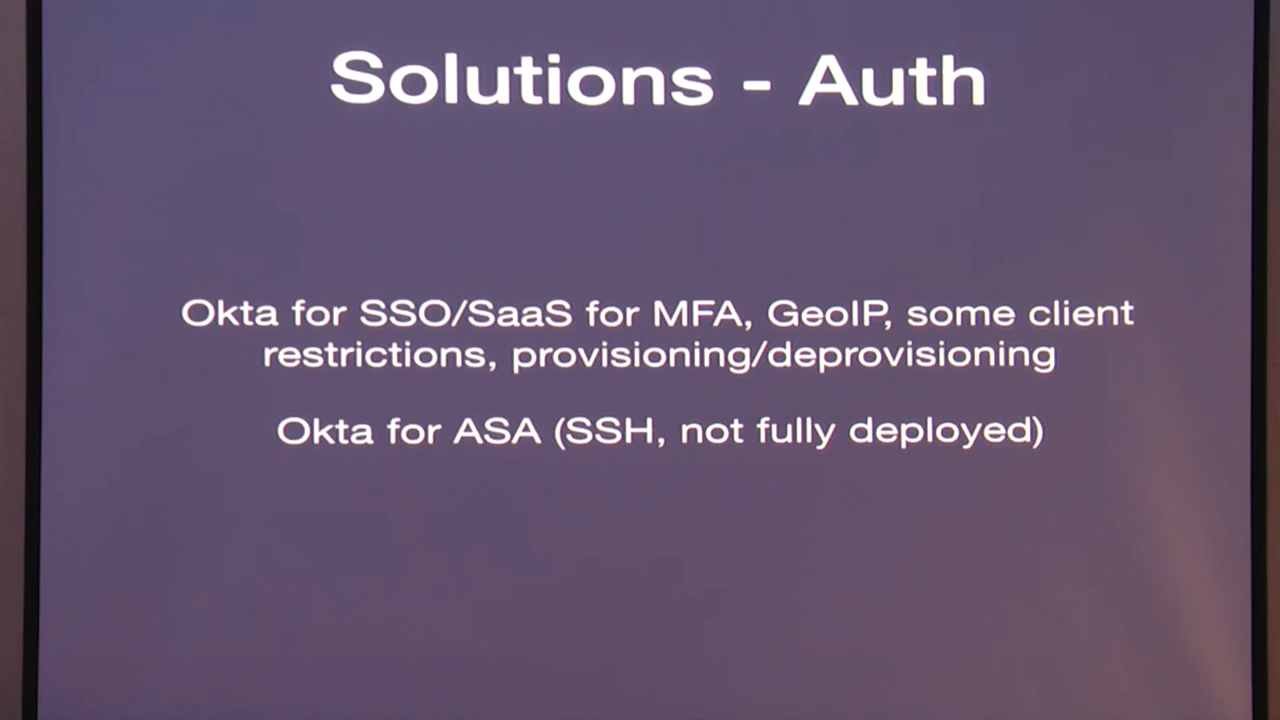 Solutions - Auth
Okta for SSO/SaaS for MFA, GeoIP, some client
restrictions, provisioning/deprovisioning
Okta for ASA (SSH, not fully deployed)